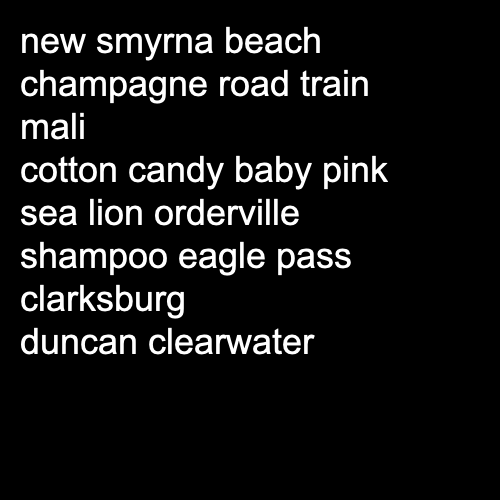 new smyrna beach
champagne road train
mali
cotton candy baby pink
sea lion orderville
shampoo eagle pass
clarksburg
duncan clearwater